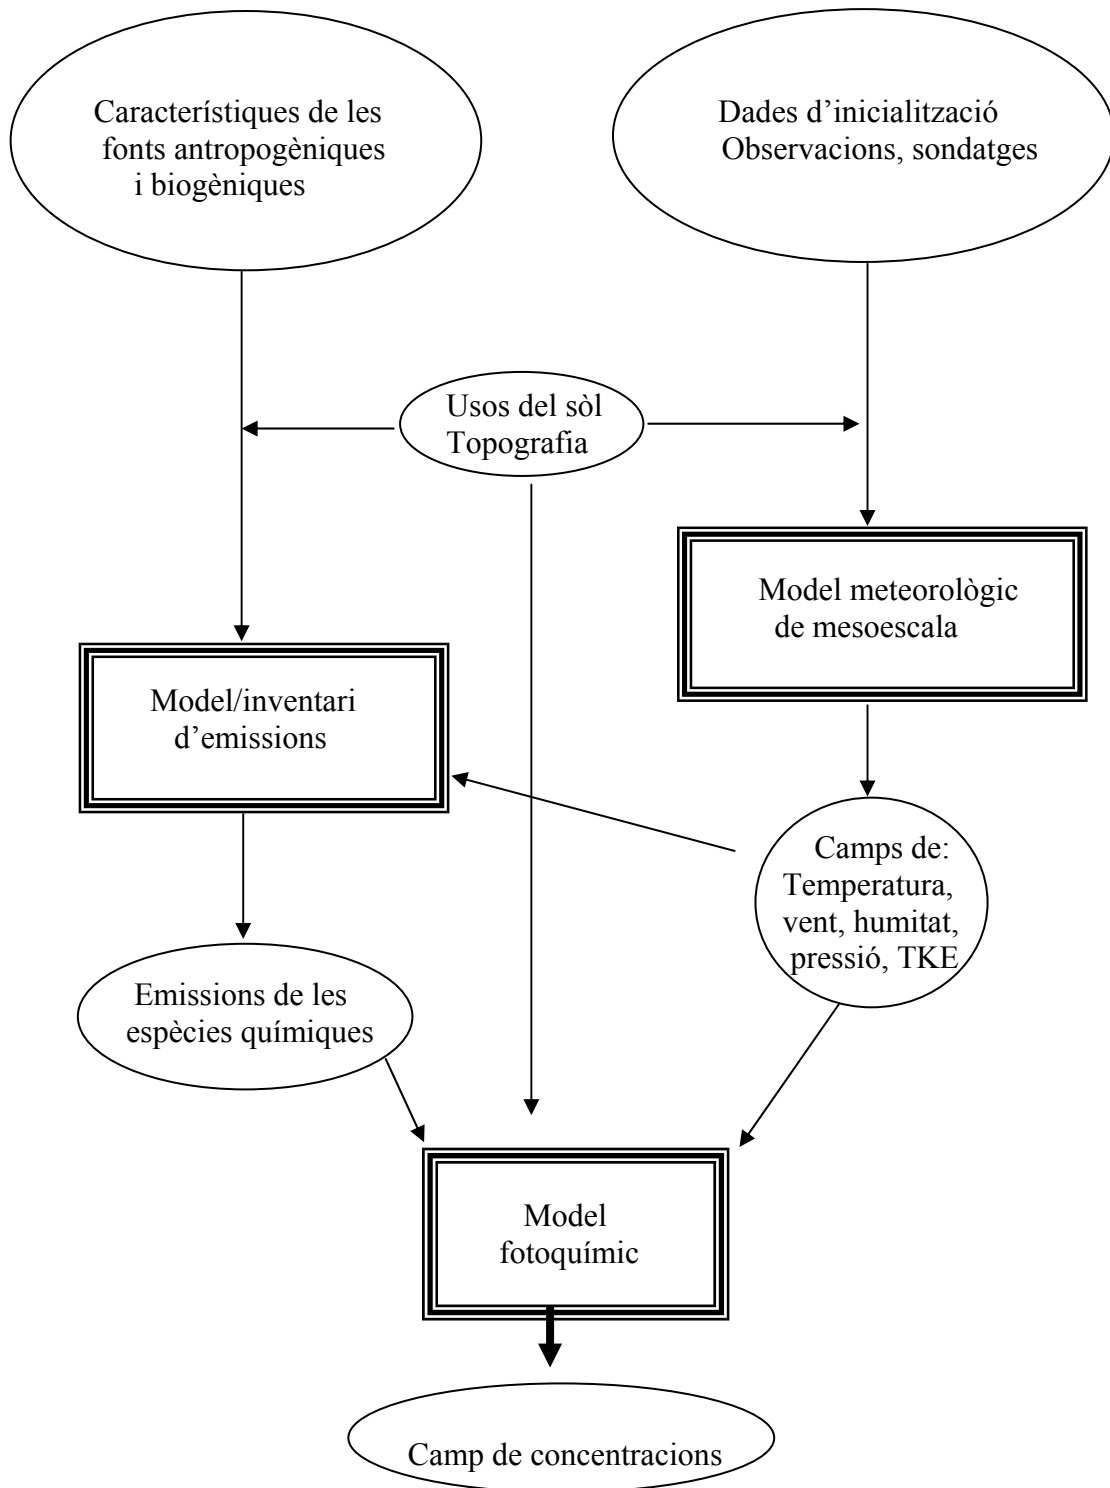 Característíques de les
fonts antropogèniques
i biogèniques
Dades d’inicialització
Observacions, sondatges
Usos del sòl
Topografia
Model meteorològic
de mesoescala
Model/inventari
d’emissions
Camps de:
Temperatura,
vent, humitat,
pressió, TKE
Emissions de les
espècies químiques
Model
fotoquímic
Camp de concentracions